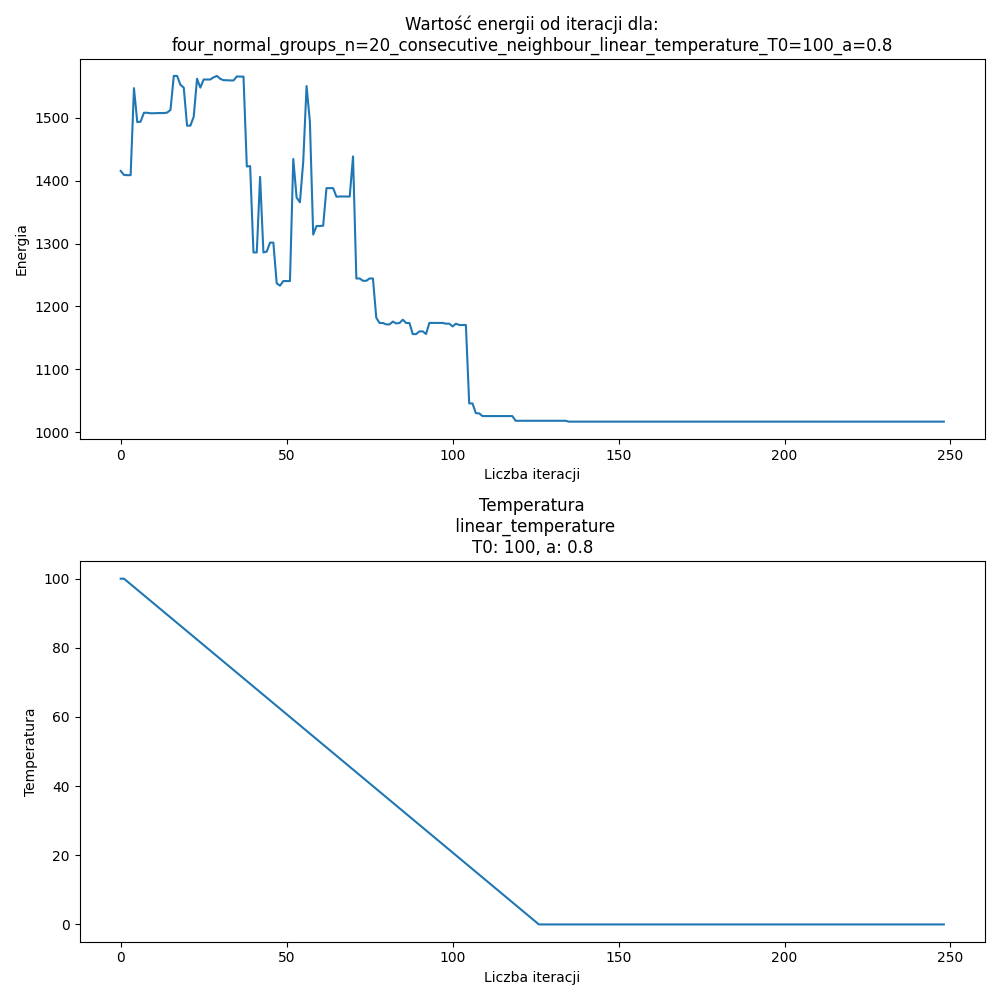 Wartość energii od iteracji dla:
four_normal_groups_n=20_consecutive_neighbour_linear_temperature_T0=100_a=0.8
Energia
1500
1400
1300
1200
1100
1000
0 50 100 150 200 250
Liczba iteracji
Temperatura
linear_temperature
T0: 100, a: 0.8
Temperatura
100
80
60
40
20
0
0 50 100 150 200 250
Liczba iteracji